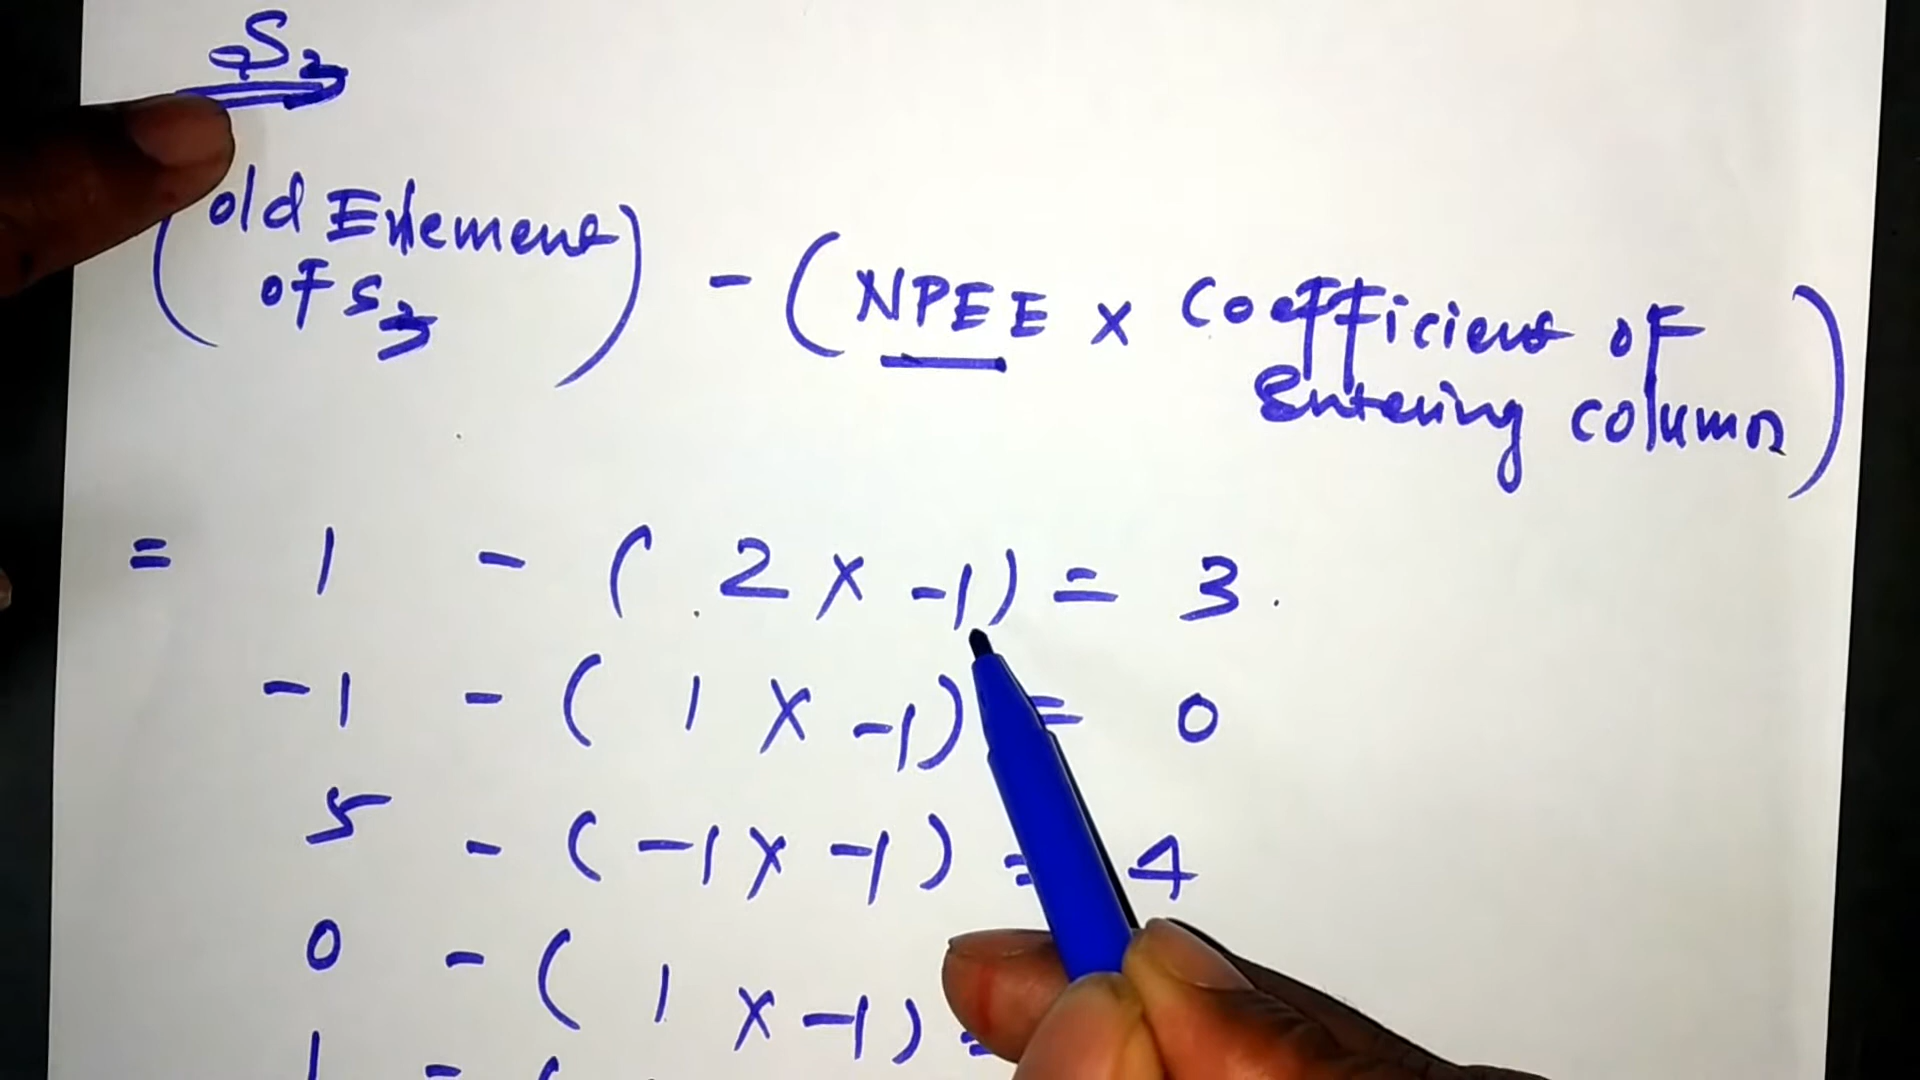 S3
(old Element) - (NPEE × Coefficient of
of S3 Entering column)
= 1 - (2 × -1) = 3
-1 - (1 × -1) = 0
5 - (-1 × -1) = 4
0 - (1 × -1) =
1 - (